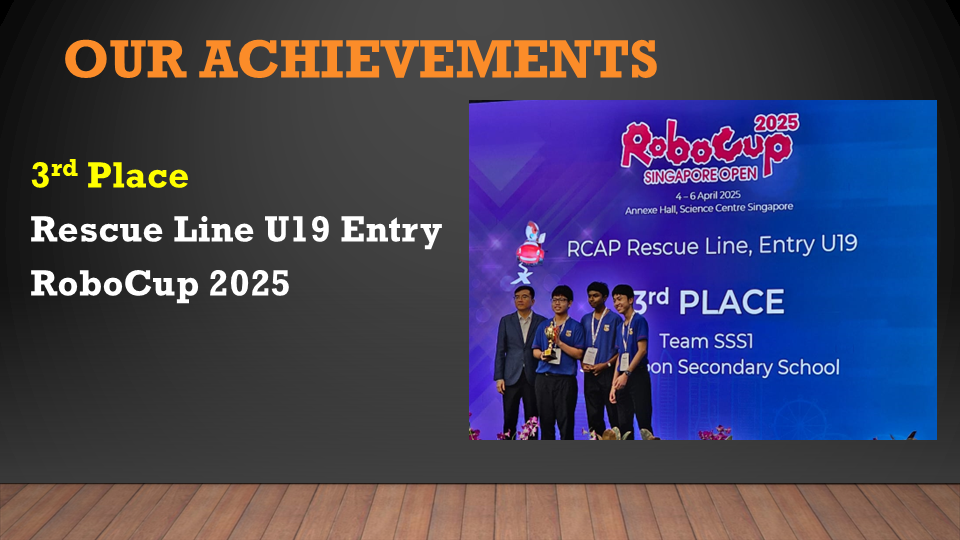 OUR ACHIEVEMENTS
3rd Place
Rescue Line U19 Entry
RoboCup 2025
2025
RoboCup
SINGAPORE OPEN
4 – 6 April 2025
Annexe Hall, Science Centre Singapore
RCAP Rescue Line, Entry U19
3rd PLACE
Team SSS1
Secondary School